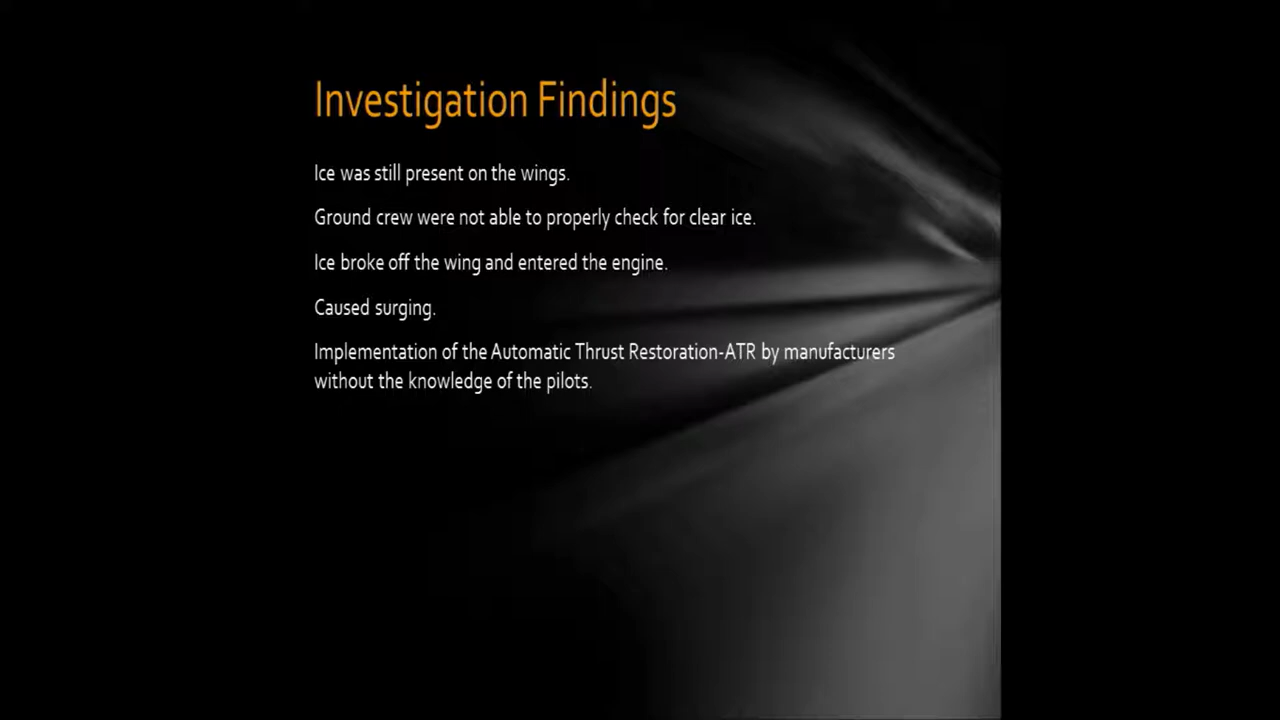 Investigation Findings
Ice was still present on the wings.
Ground crew were not able to properly check for clear ice.
Ice broke off the wing and entered the engine.
Caused surging.
Implementation of the Automatic Thrust Restoration-ATR by manufacturers
without the knowledge of the pilots.